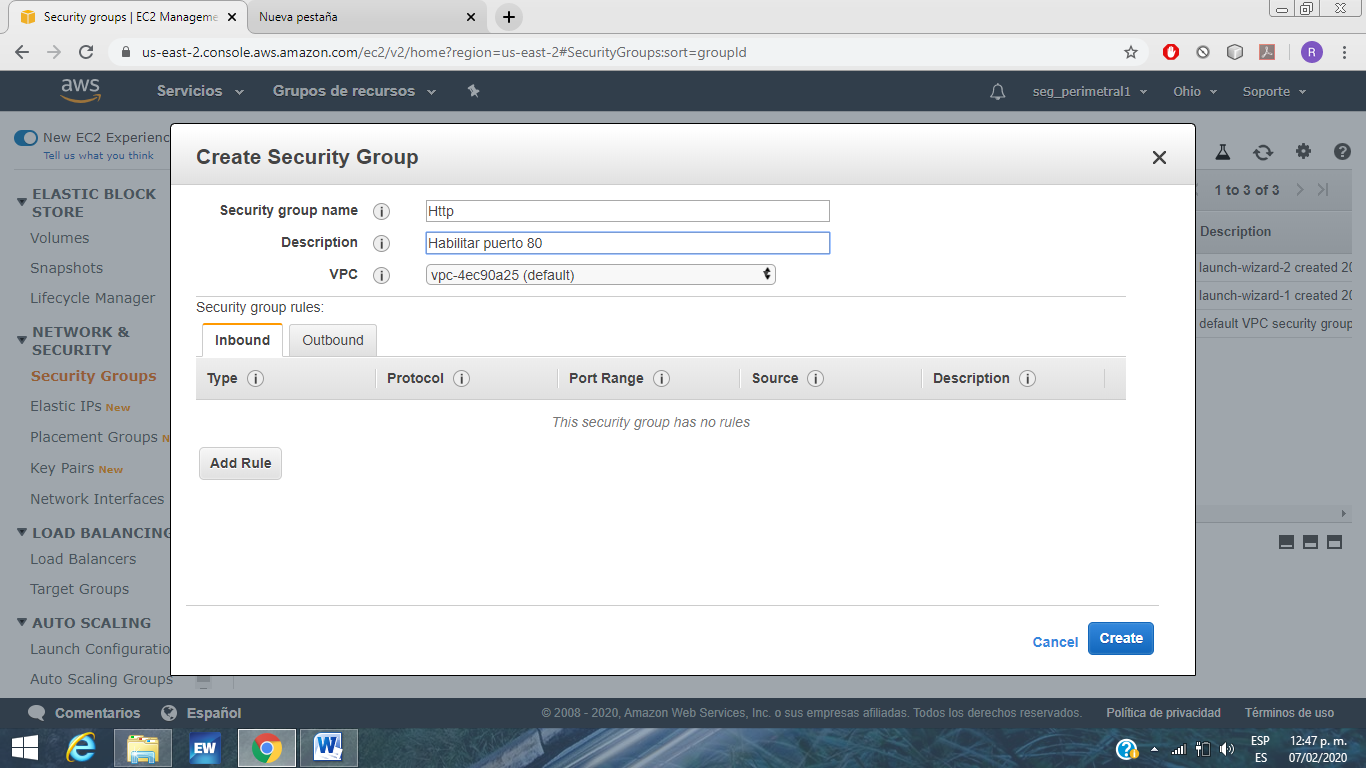 Security groups | EC2 Manageme
Nueva pestaña
us-east-2.console.aws.amazon.com/ec2/v2/home?region=us-east-2#SecurityGroups:sort=groupId
R
aws
Servicios
Grupos de recursos
seg_perimetral1
Ohio
Soporte
New EC2 Experienc
Tell us what you think
ELASTIC BLOCK
STORE
Volumes
Snapshots
Lifecycle Manager
NETWORK &
SECURITY
Security Groups
Elastic IPs New
Placement Groups N
Key Pairs New
Network Interfaces
LOAD BALANCING
Load Balancers
Target Groups
AUTO SCALING
Launch Configuratio
Auto Scaling Groups
Create Security Group
Security group name
Http
Description
Habilitar puerto 80
VPC
vpc-4ec90a25 (default)
Security group rules:
Inbound
Outbound
Type
Protocol
Port Range
Source
Description
This security group has no rules
Add Rule
Cancel
Create
1 to 3 of 3
Description
launch-wizard-2 created 20
launch-wizard-1 created 20
default VPC security group
Comentarios
Español
© 2008 - 2020, Amazon Web Services, Inc. o sus empresas afiliadas. Todos los derechos reservados.
Política de privacidad
Términos de uso
EW
ESP
ES
12:47 p. m.
07/02/2020